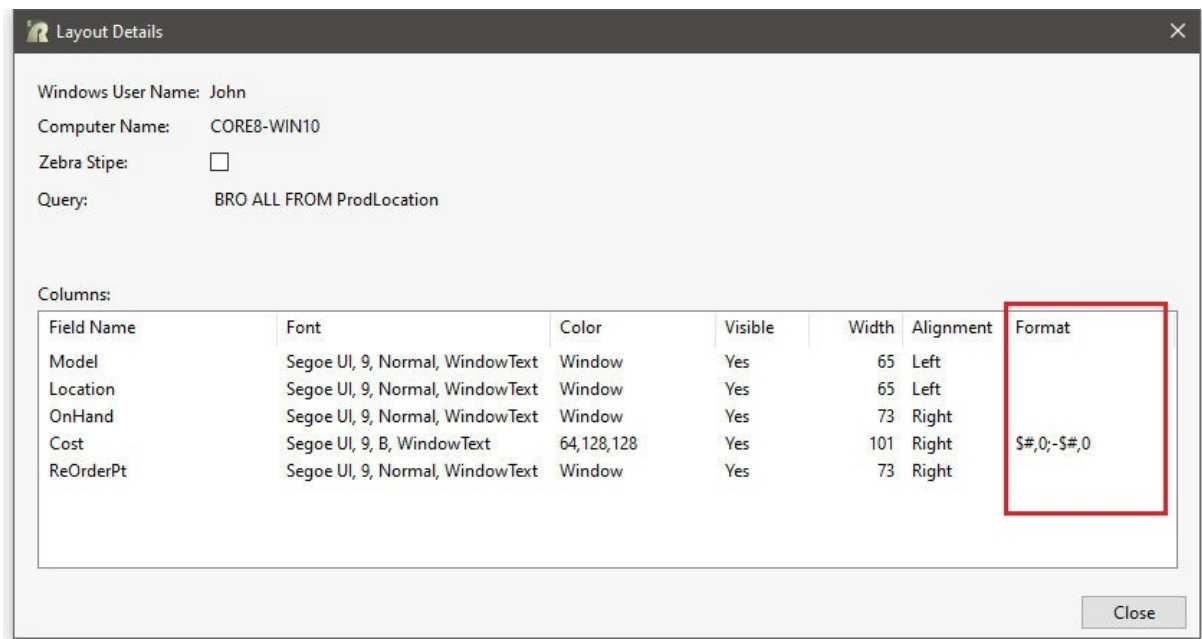 Layout Details
Windows User Name: John
Computer Name: CORE8-WIN10
Zebra Stipe:
Query: BRO ALL FROM ProdLocation
Columns:
Field Name Font Color Visible Width Alignment Format
Model Segoe UI, 9, Normal, WindowText Window Yes 65 Left
Location Segoe UI, 9, Normal, WindowText Window Yes 65 Left
OnHand Segoe UI, 9, Normal, WindowText Window Yes 73 Right
Cost Segoe UI, 9, B, WindowText 64,128,128 Yes 101 Right $#,0;-$#,0
ReOrderPt Segoe UI, 9, Normal, WindowText Window Yes 73 Right
Close